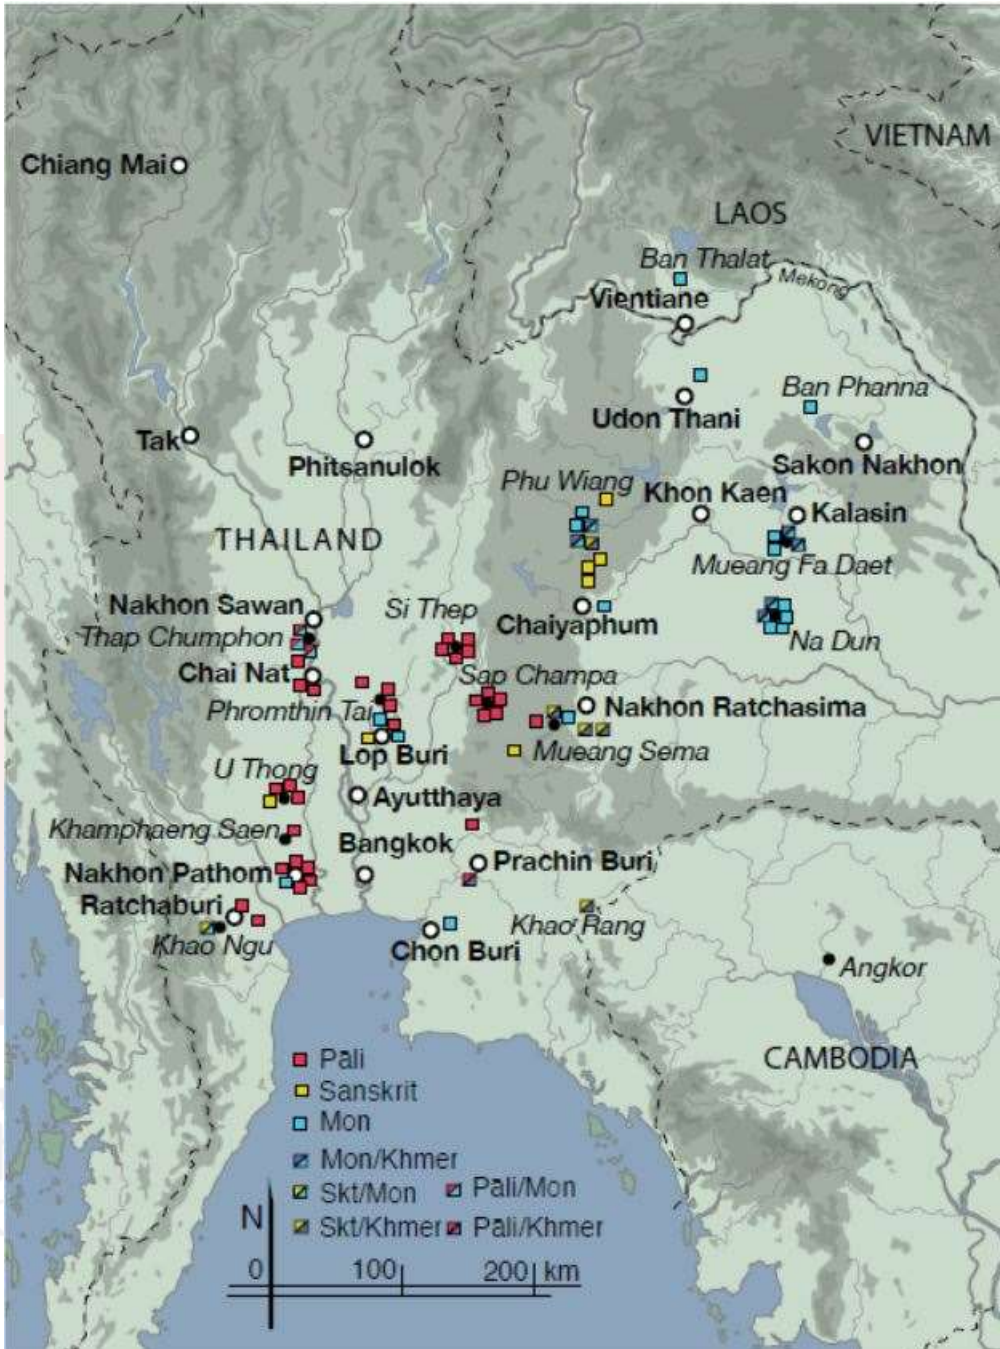 VIETNAM
Chiang Mai
LAOS
Ban Thalat
Mekong
Vientiane
Ban Phanna
Udon Thani
Tak
Phitsanulok
Sakon Nakhon
Phu Wiang
Khon Kaen
Kalasin
THAILAND
Mueang Fa Daet
Nakhon Sawan
Si Thep
Thap Chumphon
Chaiyaphum
Na Dun
Chai Nat
Sap Champa
Phromthin Tai
Nakhon Ratchasima
Lop Buri
Mueang Sema
U Thong
Ayutthaya
Khamphaeng Saen
Bangkok
Prachin Buri
Nakhon Pathom
Ratchaburi
Khao Rang
Khao Ngu
Chon Buri
Angkor
CAMBODIA
Pāli
Sanskrit
Mon
Mon/Khmer
Skt/Mon
Pāli/Mon
Skt/Khmer
Pāli/Khmer
N
0 100 200 km